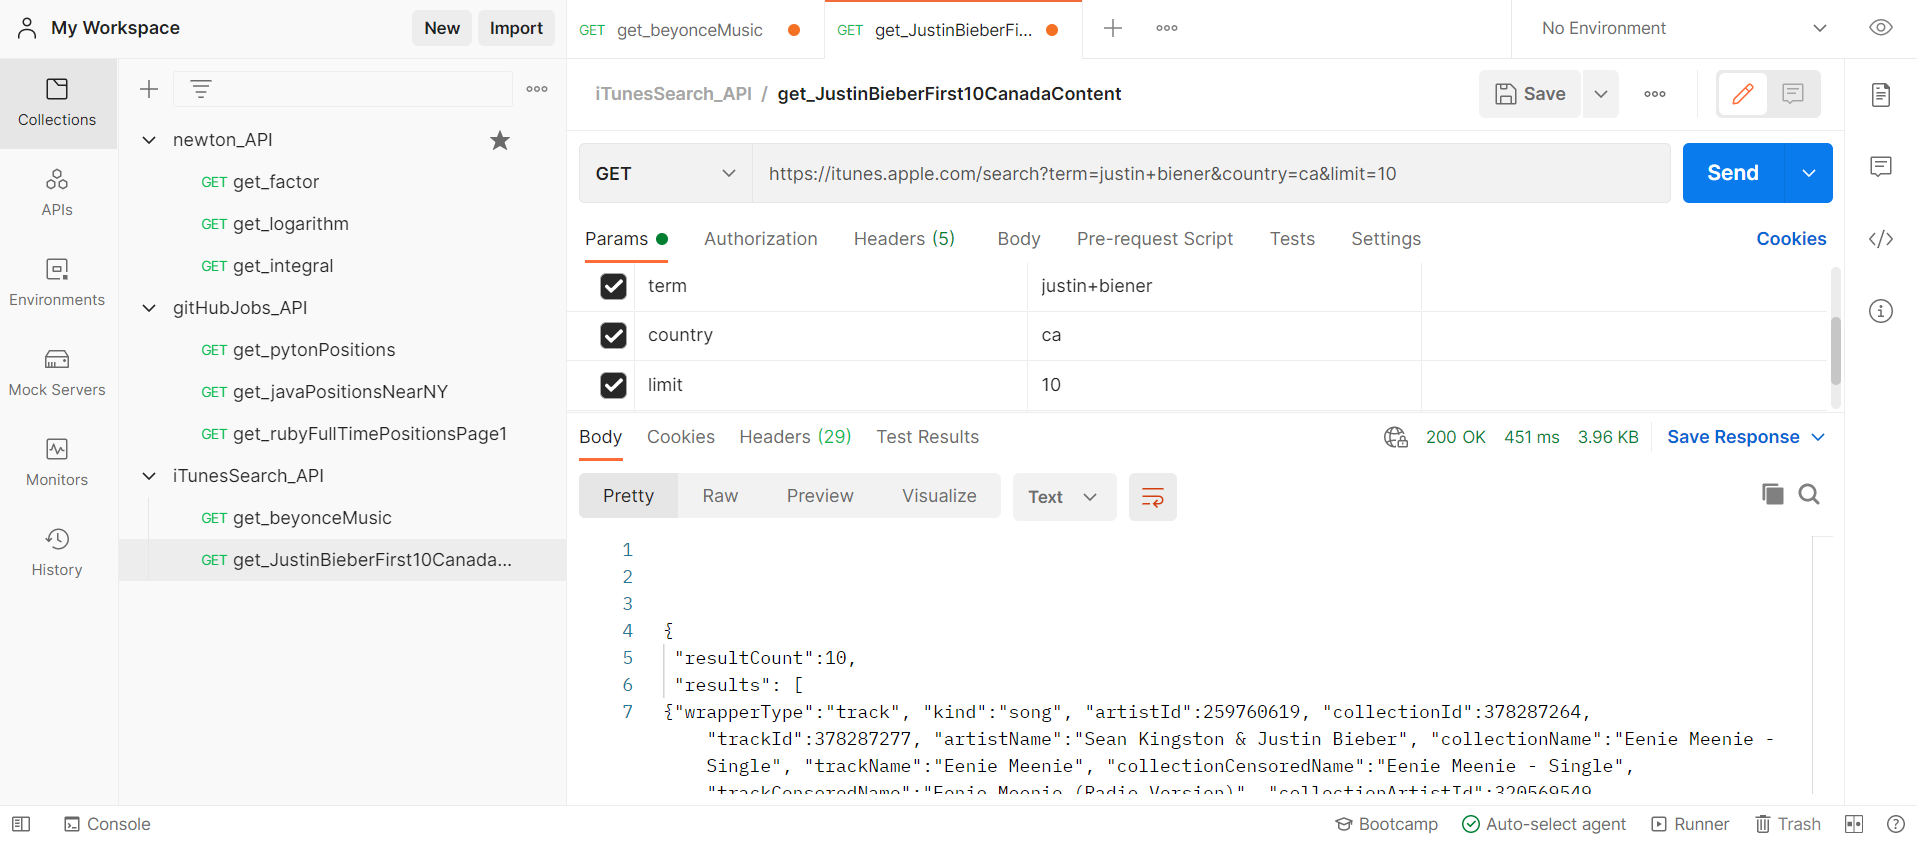 My Workspace
New
Import
GET get_beyonceMusic
GET get_JustinBieberFi...
No Environment
Collections
APIs
Environments
Mock Servers
Monitors
History
newton_API
GET get_factor
GET get_logarithm
GET get_integral
gitHubJobs_API
GET get_pytonPositions
GET get_javaPositionsNearNY
GET get_rubyFullTimePositionsPage1
iTunesSearch_API
GET get_beyonceMusic
GET get_JustinBieberFirst10Canada...
iTunesSearch_API / get_JustinBieberFirst10CanadaContent
Save
GET
https://itunes.apple.com/search?term=justin+biener&country=ca&limit=10
Send
Params Authorization Headers (5) Body Pre-request Script Tests Settings Cookies
term justin+biener
country ca
limit 10
Body Cookies Headers (29) Test Results 200 OK 451 ms 3.96 KB Save Response
Pretty Raw Preview Visualize Text
1
2
3
4 {
5 "resultCount":10,
6 "results": [
7 {"wrapperType":"track", "kind":"song", "artistId":259760619, "collectionId":378287264,
"trackId":378287277, "artistName":"Sean Kingston & Justin Bieber", "collectionName":"Eenie Meenie -
Single", "trackName":"Eenie Meenie", "collectionCensoredName":"Eenie Meenie - Single",
"trackCensoredName":"Eenie Meenie (Radio Version)", "collectionArtistId":320569549,
Console
Bootcamp Auto-select agent Runner Trash